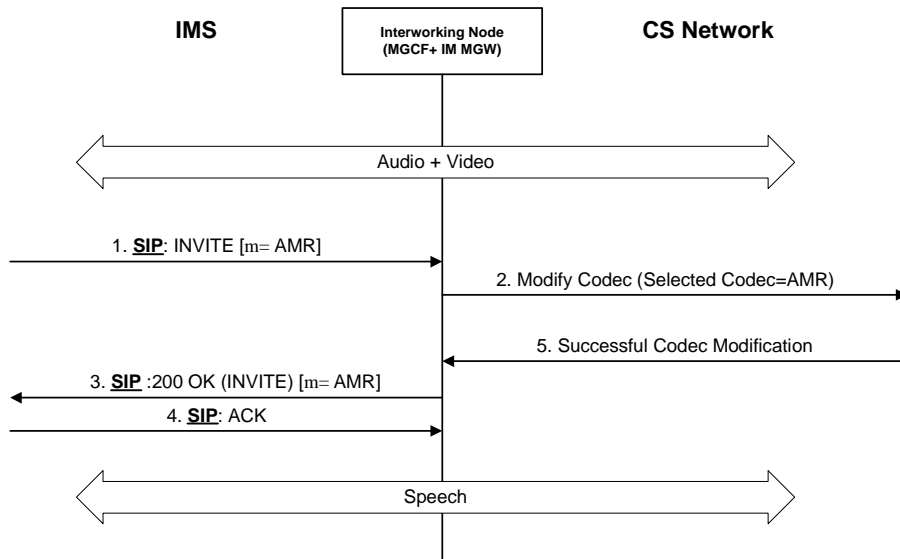 IMS
Interworking Node
(MGCF+ IM MGW)
CS Network
Audio + Video
1. SIP: INVITE [m= AMR]
2. Modify Codec (Selected Codec=AMR)
5. Successful Codec Modification
3. SIP :200 OK (INVITE) [m= AMR]
4. SIP: ACK
Speech